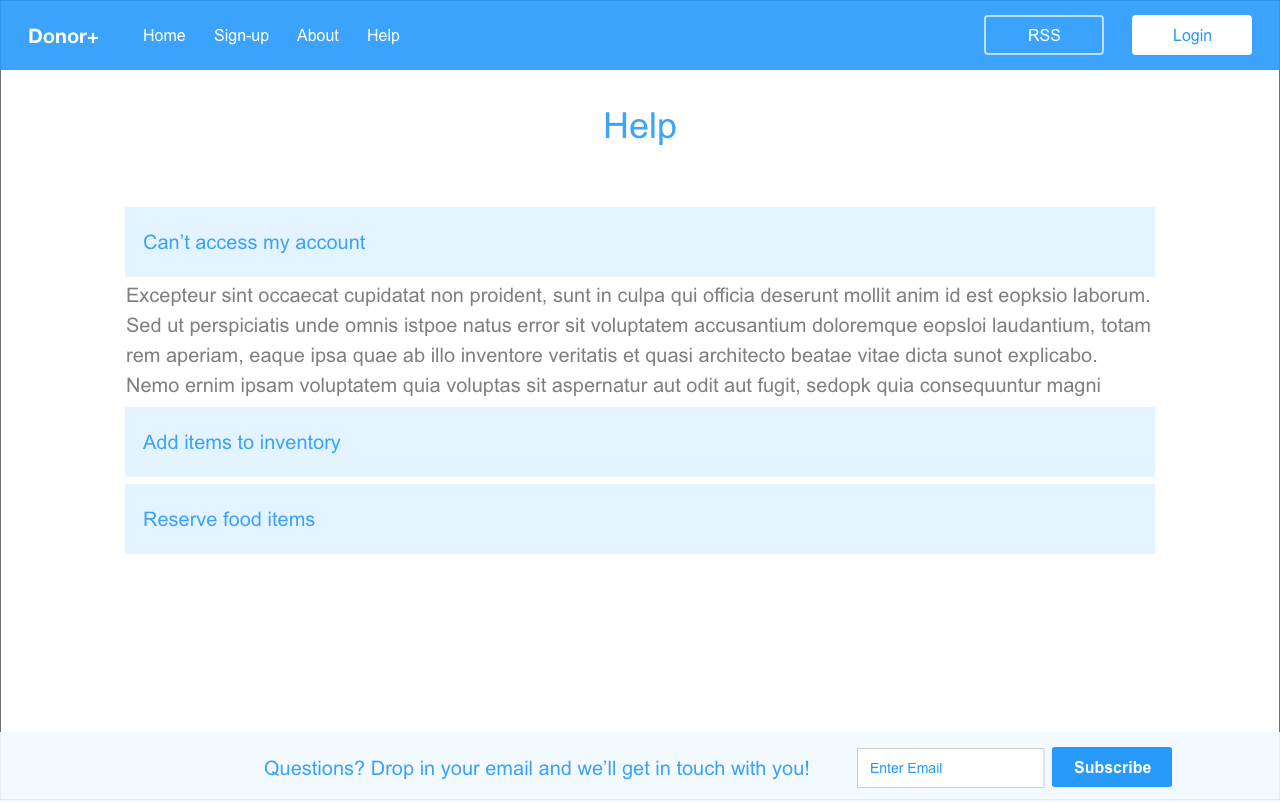 Donor+ Home Sign-up About Help RSS Login
Help
Can’t access my account
Excepteur sint occaecat cupidatat non proident, sunt in culpa qui officia deserunt mollit anim id est eopksio laborum.
Sed ut perspiciatis unde omnis istpoe natus error sit voluptatem accusantium doloremque eopsloi laudantium, totam
rem aperiam, eaque ipsa quae ab illo inventore veritatis et quasi architecto beatae vitae dicta sunot explicabo.
Nemo ernim ipsam voluptatem quia voluptas sit aspernatur aut odit aut fugit, sedopk quia consequuntur magni
Add items to inventory
Reserve food items
Questions? Drop in your email and we’ll get in touch with you! Enter Email Subscribe